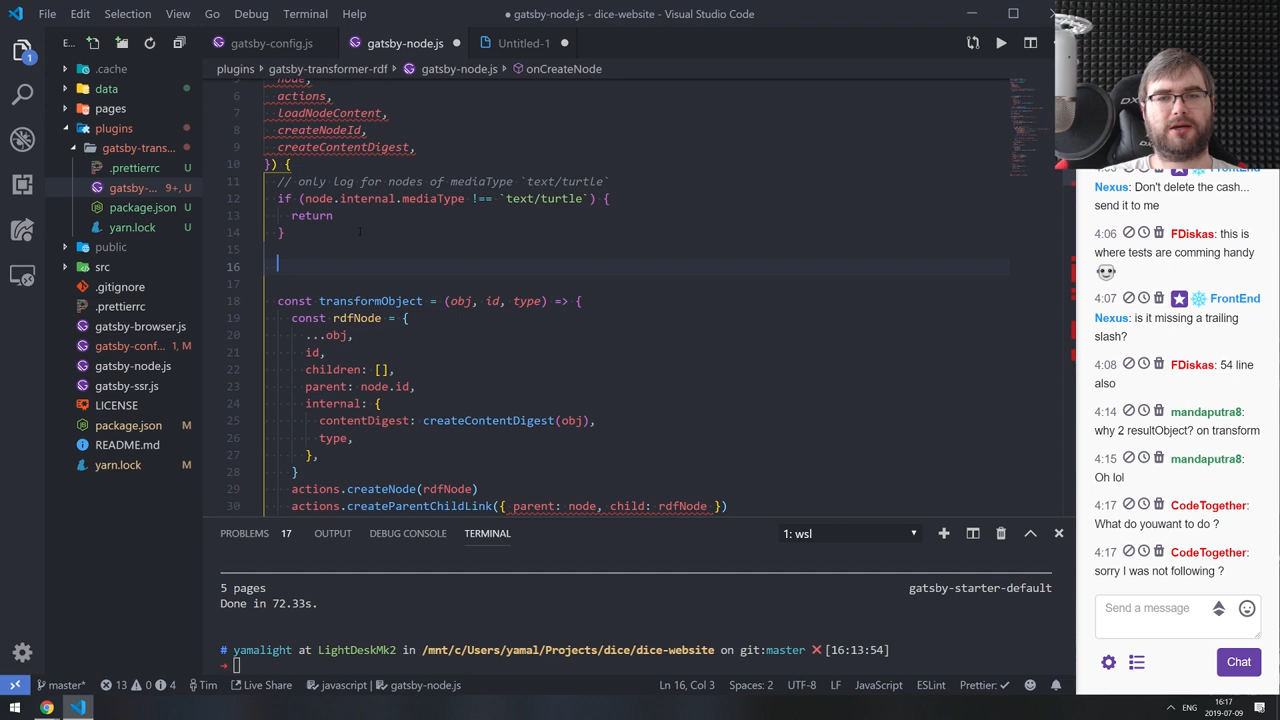 File Edit Selection View Go Debug Terminal Help
● gatsby-node.js - dice-website - Visual Studio Code
E...
gatsby-config.js
gatsby-node.js ●
Untitled-1 ●
plugins > gatsby-transformer-rdf > gatsby-node.js > onCreateNode
.cache
data
pages
plugins
gatsby-trans...
.prettierrc U
gatsby-... 9+, U
package.json U
yarn.lock U
public
src
.gitignore
.prettierrc
gatsby-browser.js
gatsby-conf... 1, M
gatsby-node.js
gatsby-ssr.js
LICENSE
package.json M
README.md
yarn.lock M
node,
6 actions,
7 loadNodeContent,
8 createNodeId,
9 createContentDigest,
10 }) {
11 // only log for nodes of mediaType `text/turtle`
12 if (node.internal.mediaType !== `text/turtle`) {
13 return
14 }
15
16
17
18 const transformObject = (obj, id, type) => {
19 const rdfNode = {
20 ...obj,
21 id,
22 children: [],
23 parent: node.id,
24 internal: {
25 contentDigest: createContentDigest(obj),
26 type,
27 },
28 }
29 actions.createNode(rdfNode)
30 actions.createParentChildLink({ parent: node, child: rdfNode })
PROBLEMS 17 OUTPUT DEBUG CONSOLE TERMINAL
1: wsl
5 pages gatsby-starter-default
Done in 72.33s.
# yamalight at LightDeskMk2 in /mnt/c/Users/yamal/Projects/dice/dice-website on git:master ❌ [16:13:54]
→
master* 13 0 4 Tim Live Share javascript | gatsby-node.js
Ln 16, Col 3 Spaces: 2 UTF-8 LF JavaScript ESLint Prettier: ✓
ENG
16:17
2019-07-09
DX
Nexus: Don't delete the cash...
send it to me
4:06 FDiskas: this is
where tests are comming handy
4:07 FrontEnd
Nexus: is it missing a trailing
slash?
4:08 FDiskas: 54 line
also
4:14 mandaputra8:
why 2 resultObject? on transform
4:15 mandaputra8:
Oh lol
4:17 CodeTogether:
What do youwant to do ?
4:17 CodeTogether:
sorry I was not following ?
Send a message
Chat